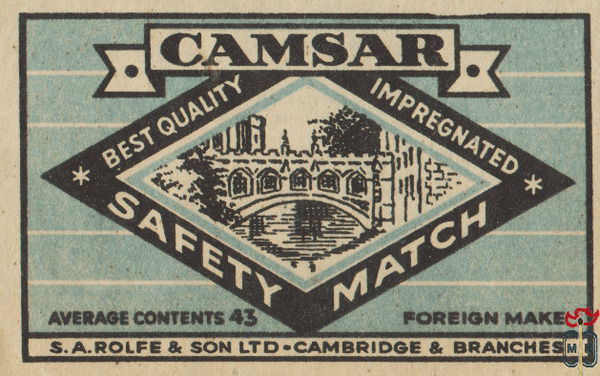 CAMSAR
BEST QUALITY
IMPREGNATED
SAFETY MATCH
AVERAGE CONTENTS 43
FOREIGN MAKE
S.A.ROLFE & SON LTD-CAMBRIDGE & BRANCHES